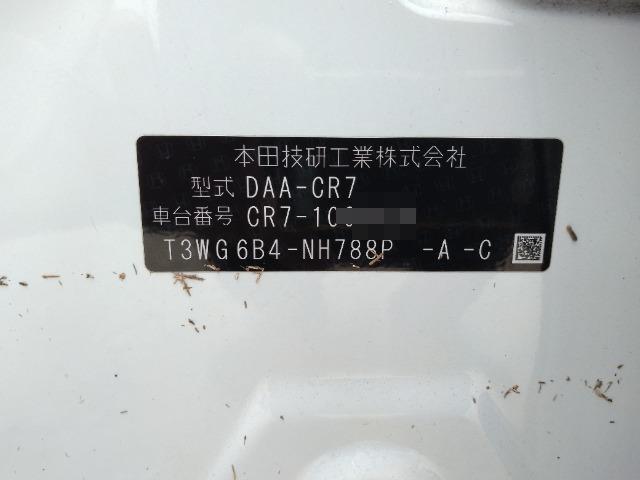 本田技研工業株式会社
型式 DAA-CR7
車台番号 CR7-100
T3WG6B4-NH788P -A -C